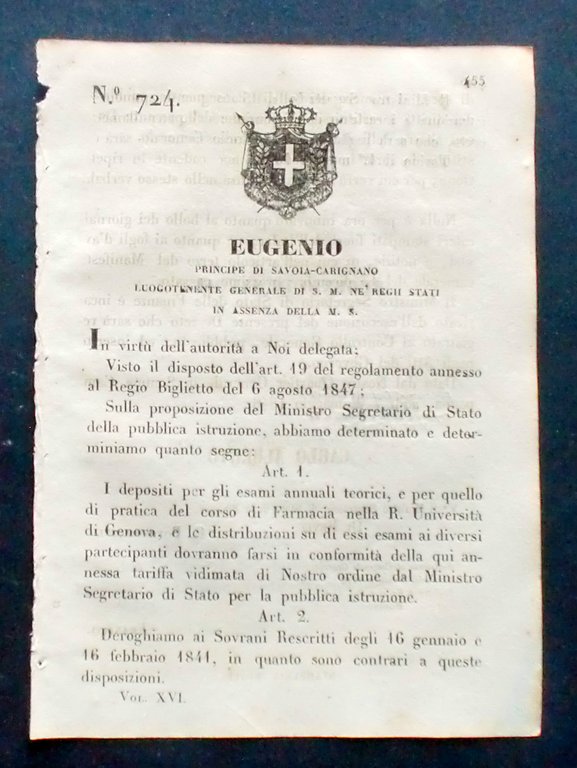 455
N.º 724.
EUGENIO
PRINCIPE DI SAVOIA-CARIGNANO
LUOGOTENENTE GENERALE DI S. M. NE' REGII STATI
IN ASSENZA DELLA M. S.
In virtù dell'autorità a Noi delegata;
Visto il disposto dell'art. 19 del regolamento annesso
al Regio Biglietto del 6 agosto 1847;
Sulla proposizione del Ministro Segretario di Stato
della pubblica istruzione, abbiamo determinato e deter-
miniamo quanto segue:
Art. 1.
I depositi per gli esami annuali teorici, e per quello
di pratica del corso di Farmacia nella R. Università
di Genova, e le distribuzioni su di essi esami ai diversi
partecipanti dovranno farsi in conformità della qui an-
nessa tariffa vidimata di Nostro ordine dal Ministro
Segretario di Stato per la pubblica istruzione.
Art. 2.
Deroghiamo ai Sovrani Rescritti degli 16 gennaio e
16 febbraio 1841, in quanto sono contrari a queste
disposizioni.
VOL. XVI.